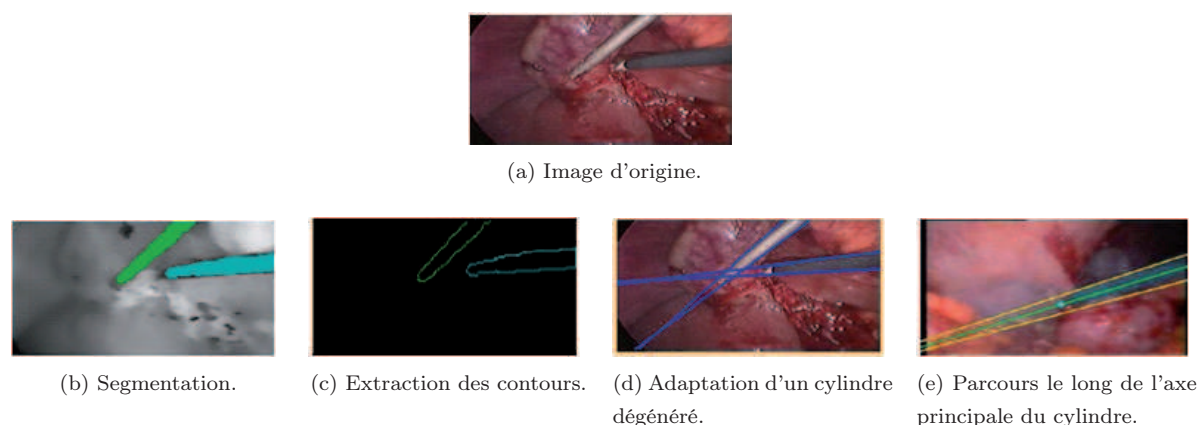 (a) Image d'origine.
(b) Segmentation.
(c) Extraction des contours.
(d) Adaptation d'un cylindre
dégénéré.
(e) Parcours le long de l'axe
principale du cylindre.